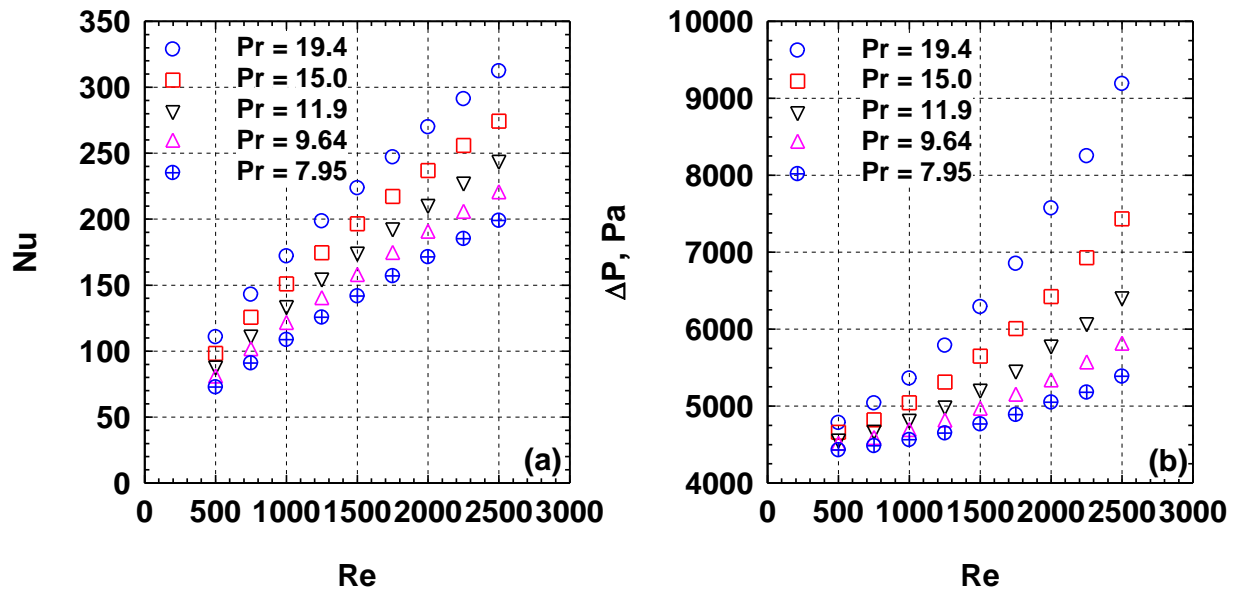 350
300
250
200
150
100
50
0
Nu
Pr = 19.4
Pr = 15.0
Pr = 11.9
Pr = 9.64
Pr = 7.95
(a)
0 500 1000 1500 2000 2500 3000
Re
10000
9000
8000
7000
6000
5000
4000
ΔP, Pa
Pr = 19.4
Pr = 15.0
Pr = 11.9
Pr = 9.64
Pr = 7.95
(b)
0 500 1000 1500 2000 2500 3000
Re